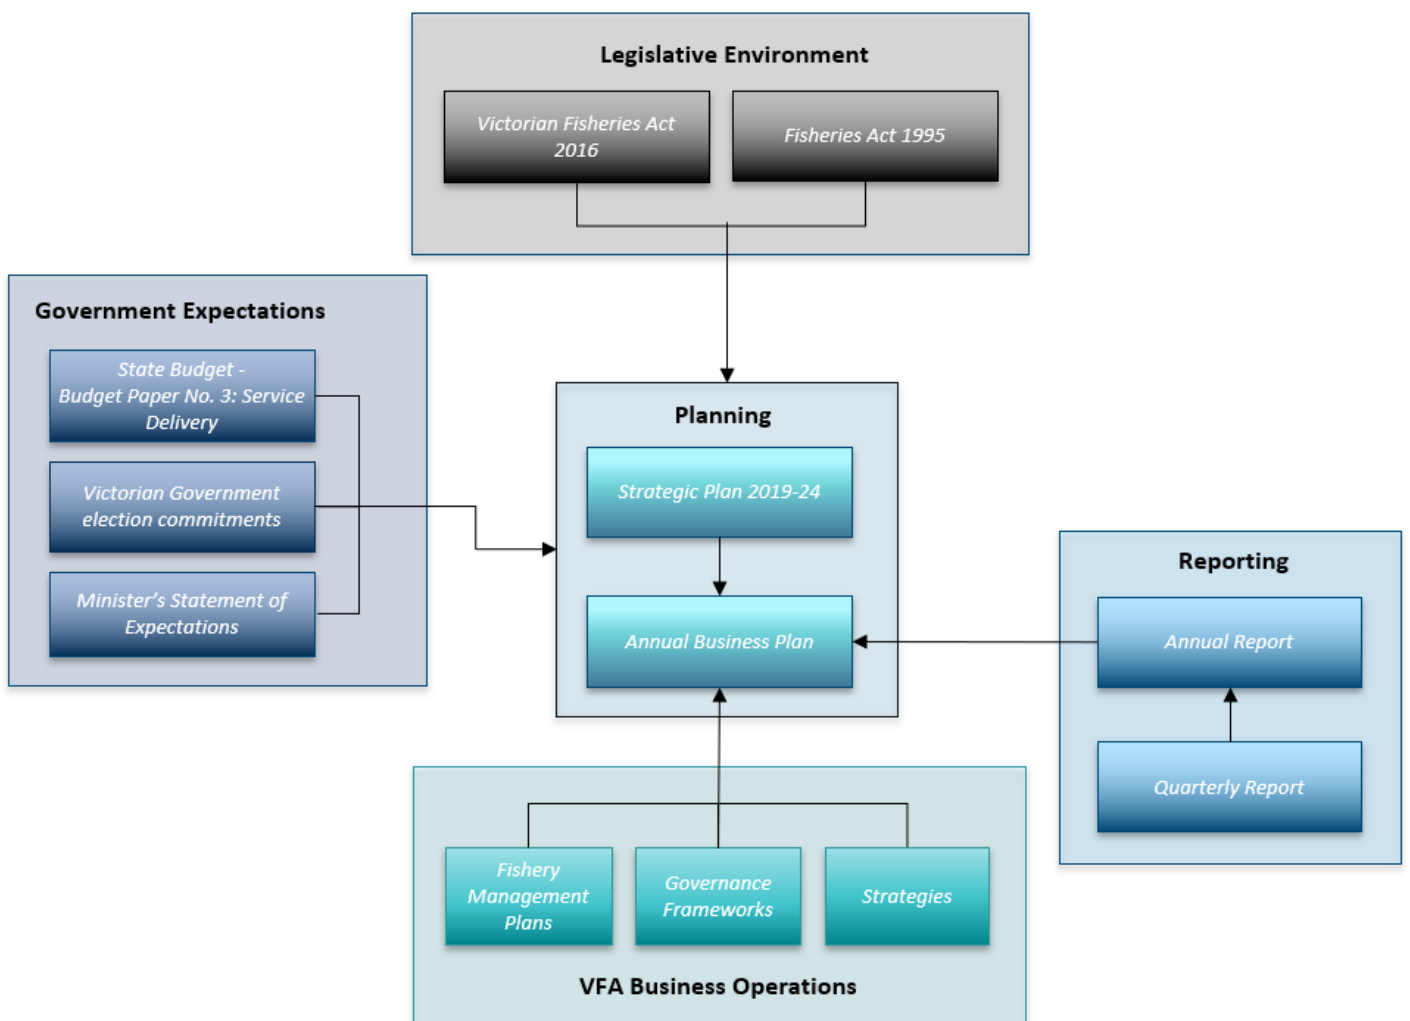 Legislative Environment
Victorian Fisheries Act
2016
Fisheries Act 1995
Government Expectations
State Budget -
Budget Paper No. 3: Service
Delivery
Victorian Government
election commitments
Minister’s Statement of
Expectations
Planning
Strategic Plan 2019-24
Annual Business Plan
Reporting
Annual Report
Quarterly Report
Fishery
Management
Plans
Governance
Frameworks
Strategies
VFA Business Operations